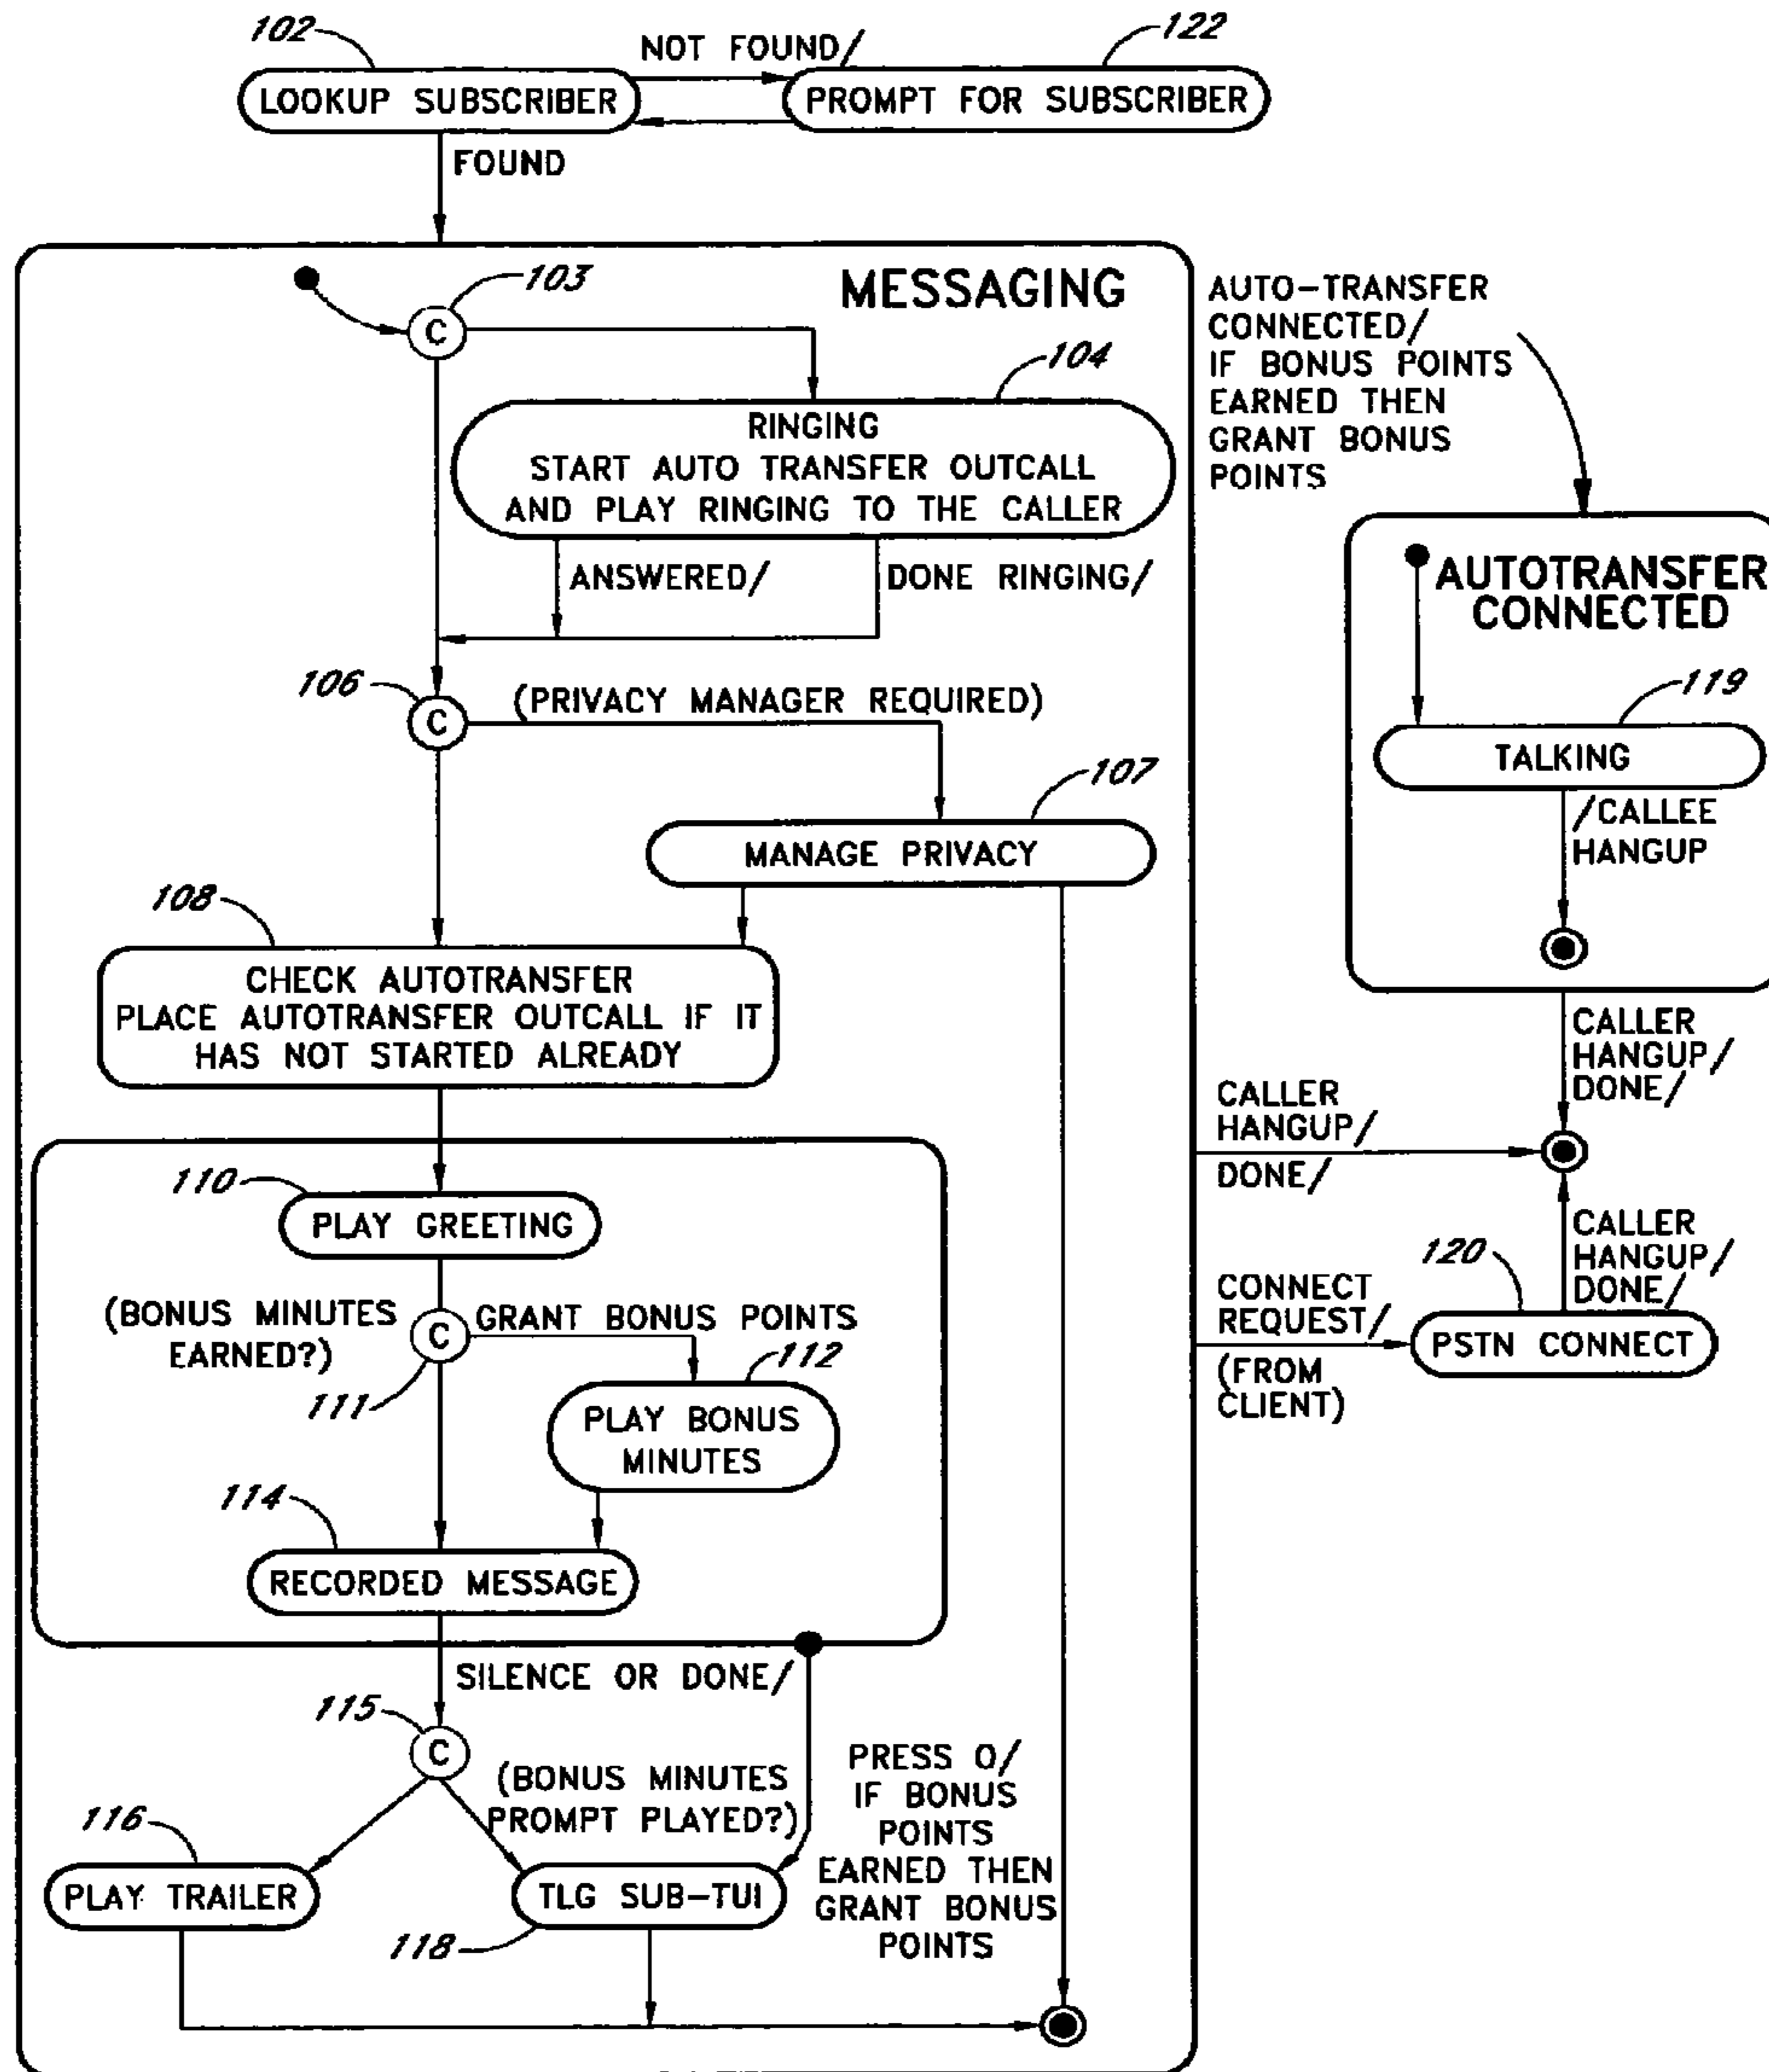 102
NOT FOUND/
122
LOOKUP SUBSCRIBER
PROMPT FOR SUBSCRIBER
FOUND
103
MESSAGING
C
104
RINGING
START AUTO TRANSFER OUTCALL
AND PLAY RINGING TO THE CALLER
ANSWERED/
DONE RINGING/
106
(PRIVACY MANAGER REQUIRED)
C
107
MANAGE PRIVACY
108
CHECK AUTOTRANSFER
PLACE AUTOTRANSFER OUTCALL IF IT
HAS NOT STARTED ALREADY
110
PLAY GREETING
(BONUS MINUTES
EARNED?)
C
GRANT BONUS POINTS
111
112
PLAY BONUS
MINUTES
114
RECORDED MESSAGE
SILENCE OR DONE/
115
C
(BONUS MINUTES
PROMPT PLAYED?)
PRESS 0/
IF BONUS
POINTS
EARNED THEN
GRANT BONUS
POINTS
116
PLAY TRAILER
TLG SUB-TUI
118
AUTO-TRANSFER
CONNECTED/
IF BONUS POINTS
EARNED THEN
GRANT BONUS
POINTS
AUTOTRANSFER
CONNECTED
119
TALKING
/CALLEE
HANGUP
CALLER
HANGUP/
DONE/
CALLER
HANGUP/
DONE/
CALLER
HANGUP/
DONE/
120
CONNECT
REQUEST/
(FROM
CLIENT)
PSTN CONNECT